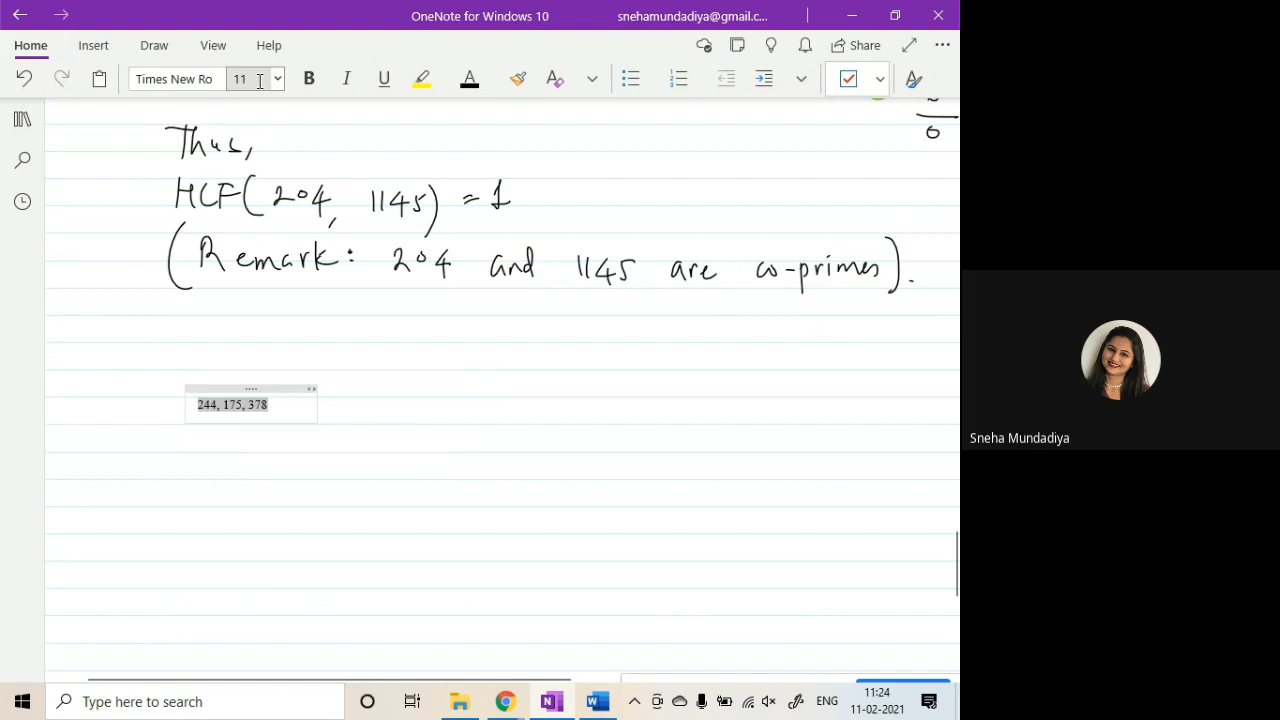 OneNote for Windows 10
snehamundadiya@gmail.c...
Home Insert Draw View Help
Share
Times New Ro 11 B I U A A
0
Thus,
HCF(204, 1145) = 1
(Remark: 204 and 1145 are co-primes).
244, 175, 378
Sneha Mundadiya
Type here to search
ENG
11:24
11-02-2021